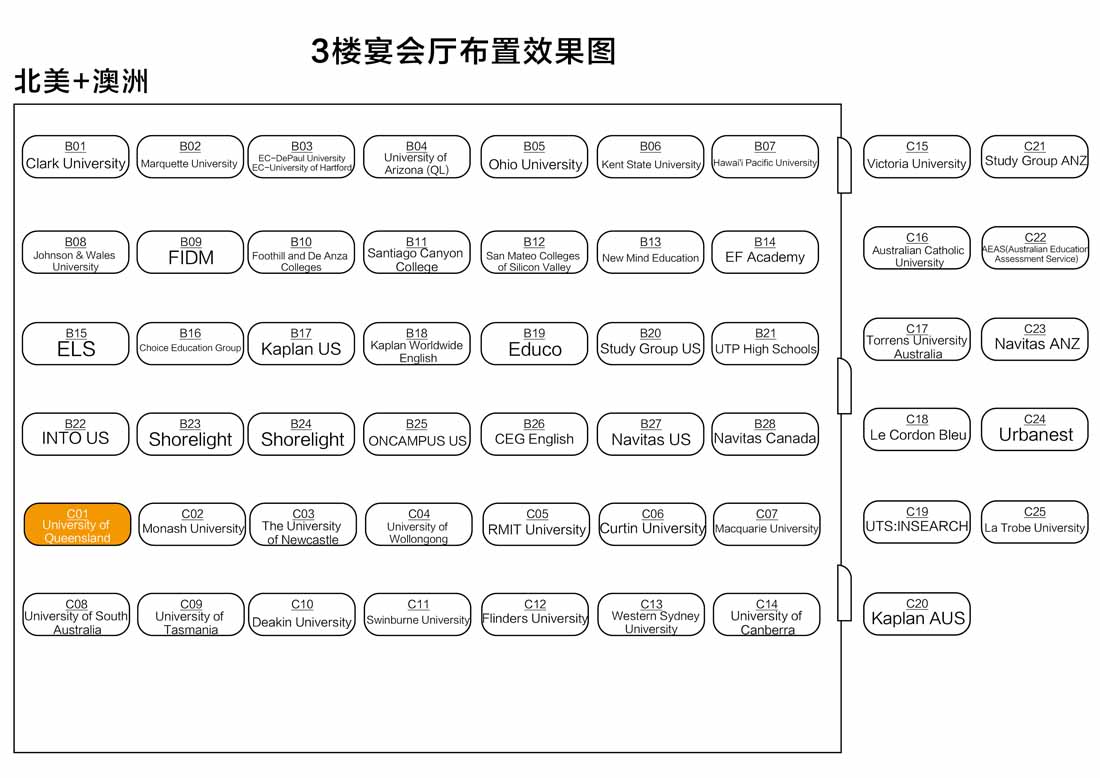 3楼宴会厅布置效果图
北美+澳洲
B01
Clark University
B02
Marquette University
B03
EC-DePaul University
EC-University of Hartford
B04
University of
Arizona (QL)
B05
Ohio University
B06
Kent State University
B07
Hawai'i Pacific University
C15
Victoria University
C21
Study Group ANZ
B08
Johnson & Wales
University
B09
FIDM
B10
Foothill and De Anza
Colleges
B11
Santiago Canyon
College
B12
San Mateo Colleges
of Silicon Valley
B13
New Mind Education
B14
EF Academy
C16
Australian Catholic
University
C22
AEAS(Australian Education
Assessment Service)
B15
ELS
B16
Choice Education Group
B17
Kaplan US
B18
Kaplan Worldwide
English
B19
Educo
B20
Study Group US
B21
UTP High Schools
C17
Torrens University
Australia
C23
Navitas ANZ
B22
INTO US
B23
Shorelight
B24
Shorelight
B25
ONCAMPUS US
B26
CEG English
B27
Navitas US
B28
Navitas Canada
C18
Le Cordon Bleu
C24
Urbanest
C01
University of
Queensland
C02
Monash University
C03
The University
of Newcastle
C04
University of
Wollongong
C05
RMIT University
C06
Curtin University
C07
Macquarie University
C19
UTS:INSEARCH
C25
La Trobe University
C08
University of South
Australia
C09
University of
Tasmania
C10
Deakin University
C11
Swinburne University
C12
Flinders University
C13
Western Sydney
University
C14
University of
Canberra
C20
Kaplan AUS